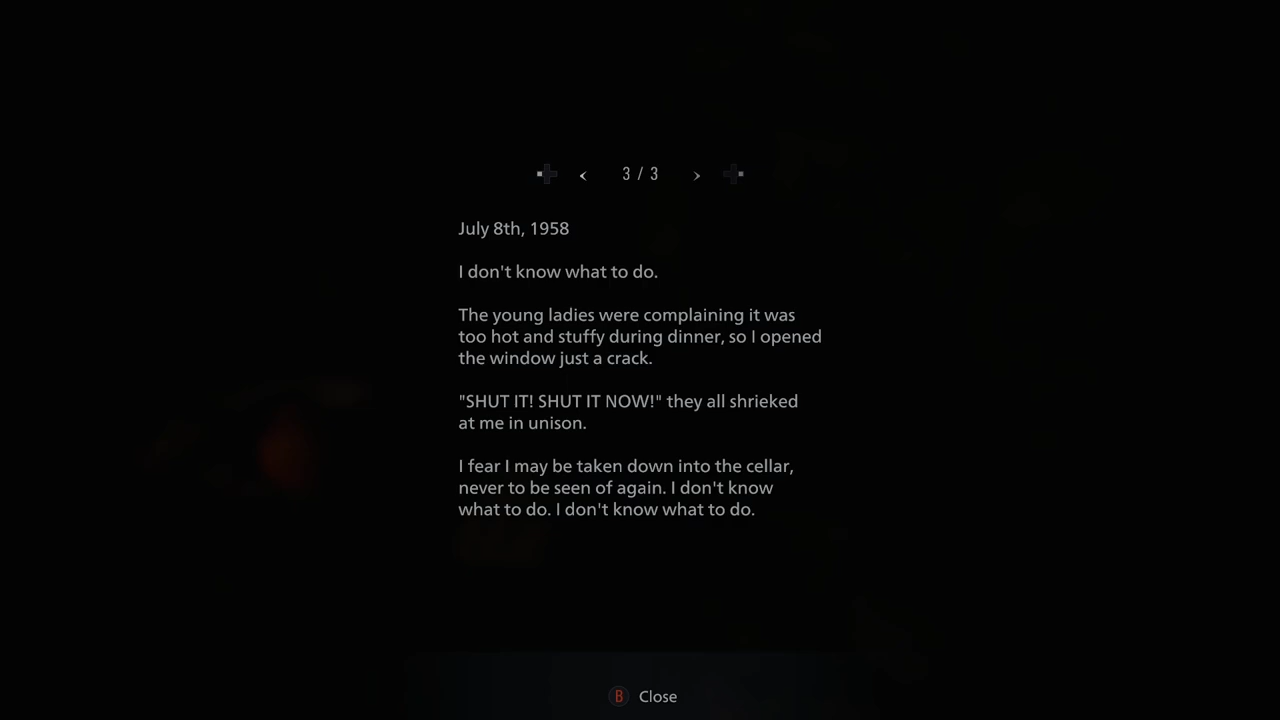 3 / 3
July 8th, 1958
I don't know what to do.
The young ladies were complaining it was
too hot and stuffy during dinner, so I opened
the window just a crack.
"SHUT IT! SHUT IT NOW!" they all shrieked
at me in unison.
I fear I may be taken down into the cellar,
never to be seen of again. I don't know
what to do. I don't know what to do.
B Close